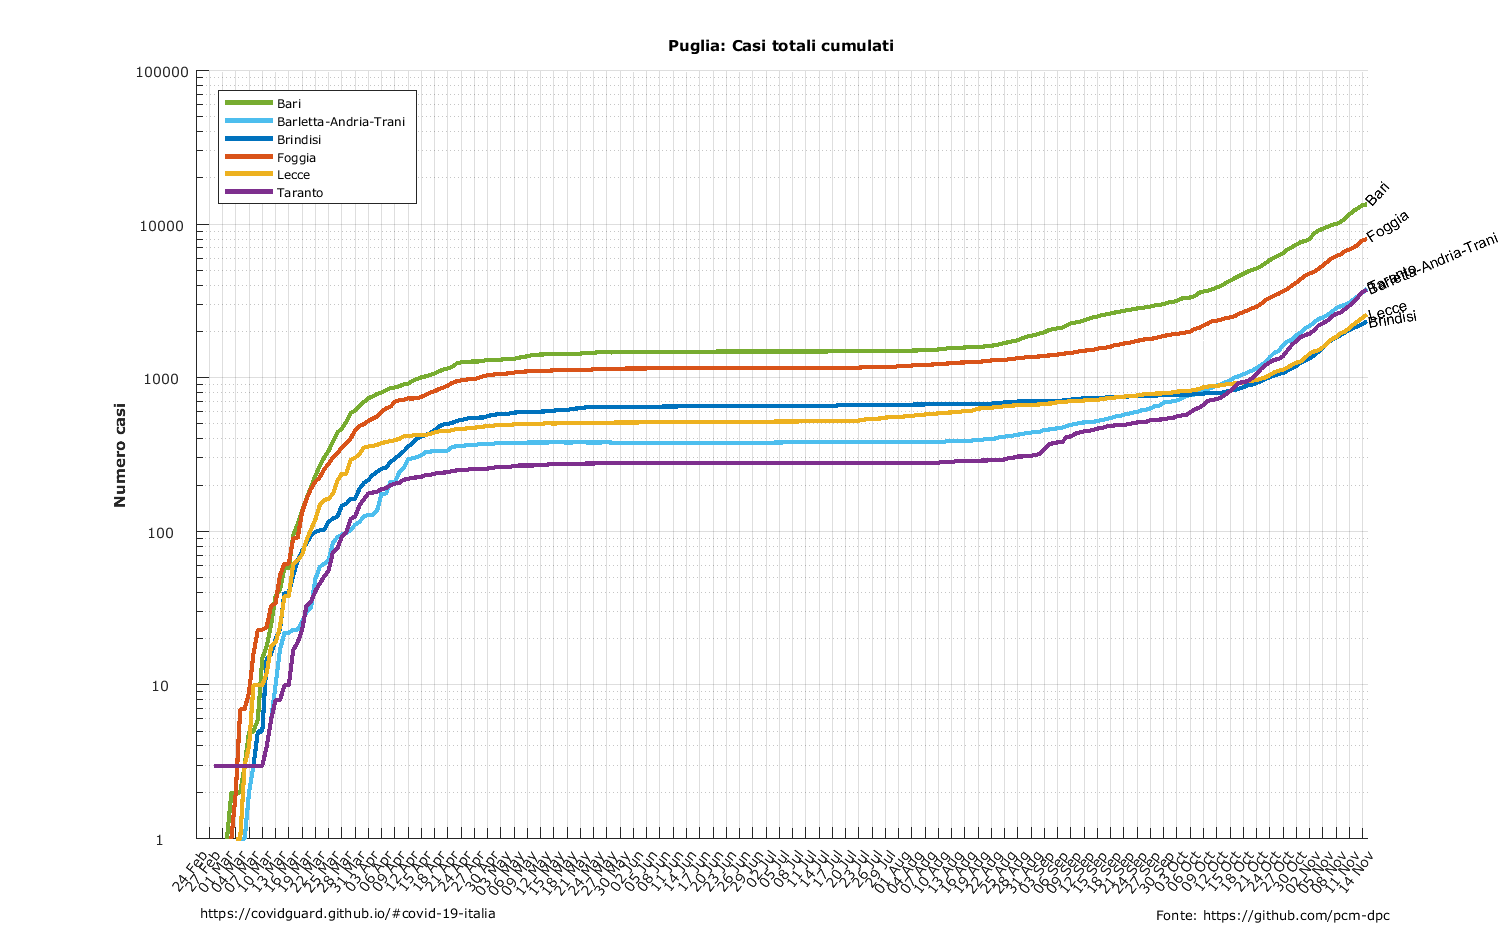 Puglia: Casi totali cumulati
100000
10000
1000
100
10
1
Numero casi
Bari
Barletta-Andria-Trani
Brindisi
Foggia
Lecce
Taranto
Bari
Foggia
Barletta-Andria-Trani
Taranto
Lecce
Brindisi
24 Feb
27 Feb
01 Mar
04 Mar
07 Mar
10 Mar
13 Mar
16 Mar
19 Mar
22 Mar
25 Mar
28 Mar
31 Mar
03 Apr
06 Apr
09 Apr
12 Apr
15 Apr
18 Apr
21 Apr
24 Apr
27 Apr
30 Apr
03 May
06 May
09 May
12 May
15 May
18 May
21 May
24 May
27 May
30 May
02 Jun
05 Jun
08 Jun
11 Jun
14 Jun
17 Jun
20 Jun
23 Jun
26 Jun
29 Jun
02 Jul
05 Jul
08 Jul
11 Jul
14 Jul
17 Jul
20 Jul
23 Jul
26 Jul
29 Jul
01 Aug
04 Aug
07 Aug
10 Aug
13 Aug
16 Aug
19 Aug
22 Aug
25 Aug
28 Aug
31 Aug
03 Sep
06 Sep
09 Sep
12 Sep
15 Sep
18 Sep
21 Sep
24 Sep
27 Sep
30 Sep
03 Oct
06 Oct
09 Oct
12 Oct
15 Oct
18 Oct
21 Oct
24 Oct
27 Oct
30 Oct
02 Nov
05 Nov
08 Nov
11 Nov
14 Nov
https://covidguard.github.io/#covid-19-italia
Fonte: https://github.com/pcm-dpc